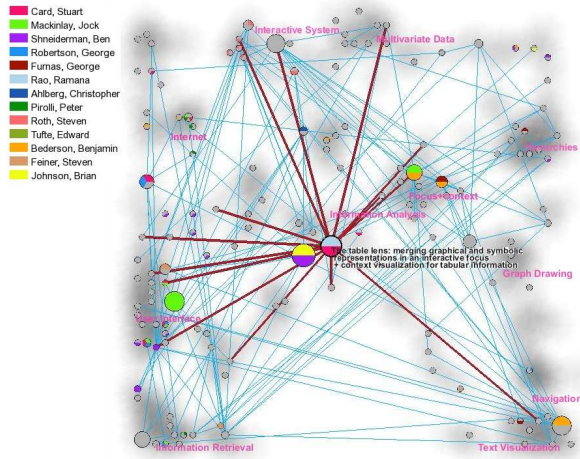 Card, Stuart
Mackinlay, Jock
Shneiderman, Ben
Robertson, George
Furnas, George
Rao, Ramana
Ahlberg, Christopher
Pirolli, Peter
Roth, Steven
Tufte, Edward
Bederson, Benjamin
Feiner, Steven
Johnson, Brian
Interactive System
Multivariate Data
Internet
Hierarchies
Focus+context
Information Analysis
The table lens: merging graphical and symbolic
representations in an interactive focus
+ context visualization for tabular information
Graph Drawing
User Interface
Navigation
Information Retrieval
Text Visualization